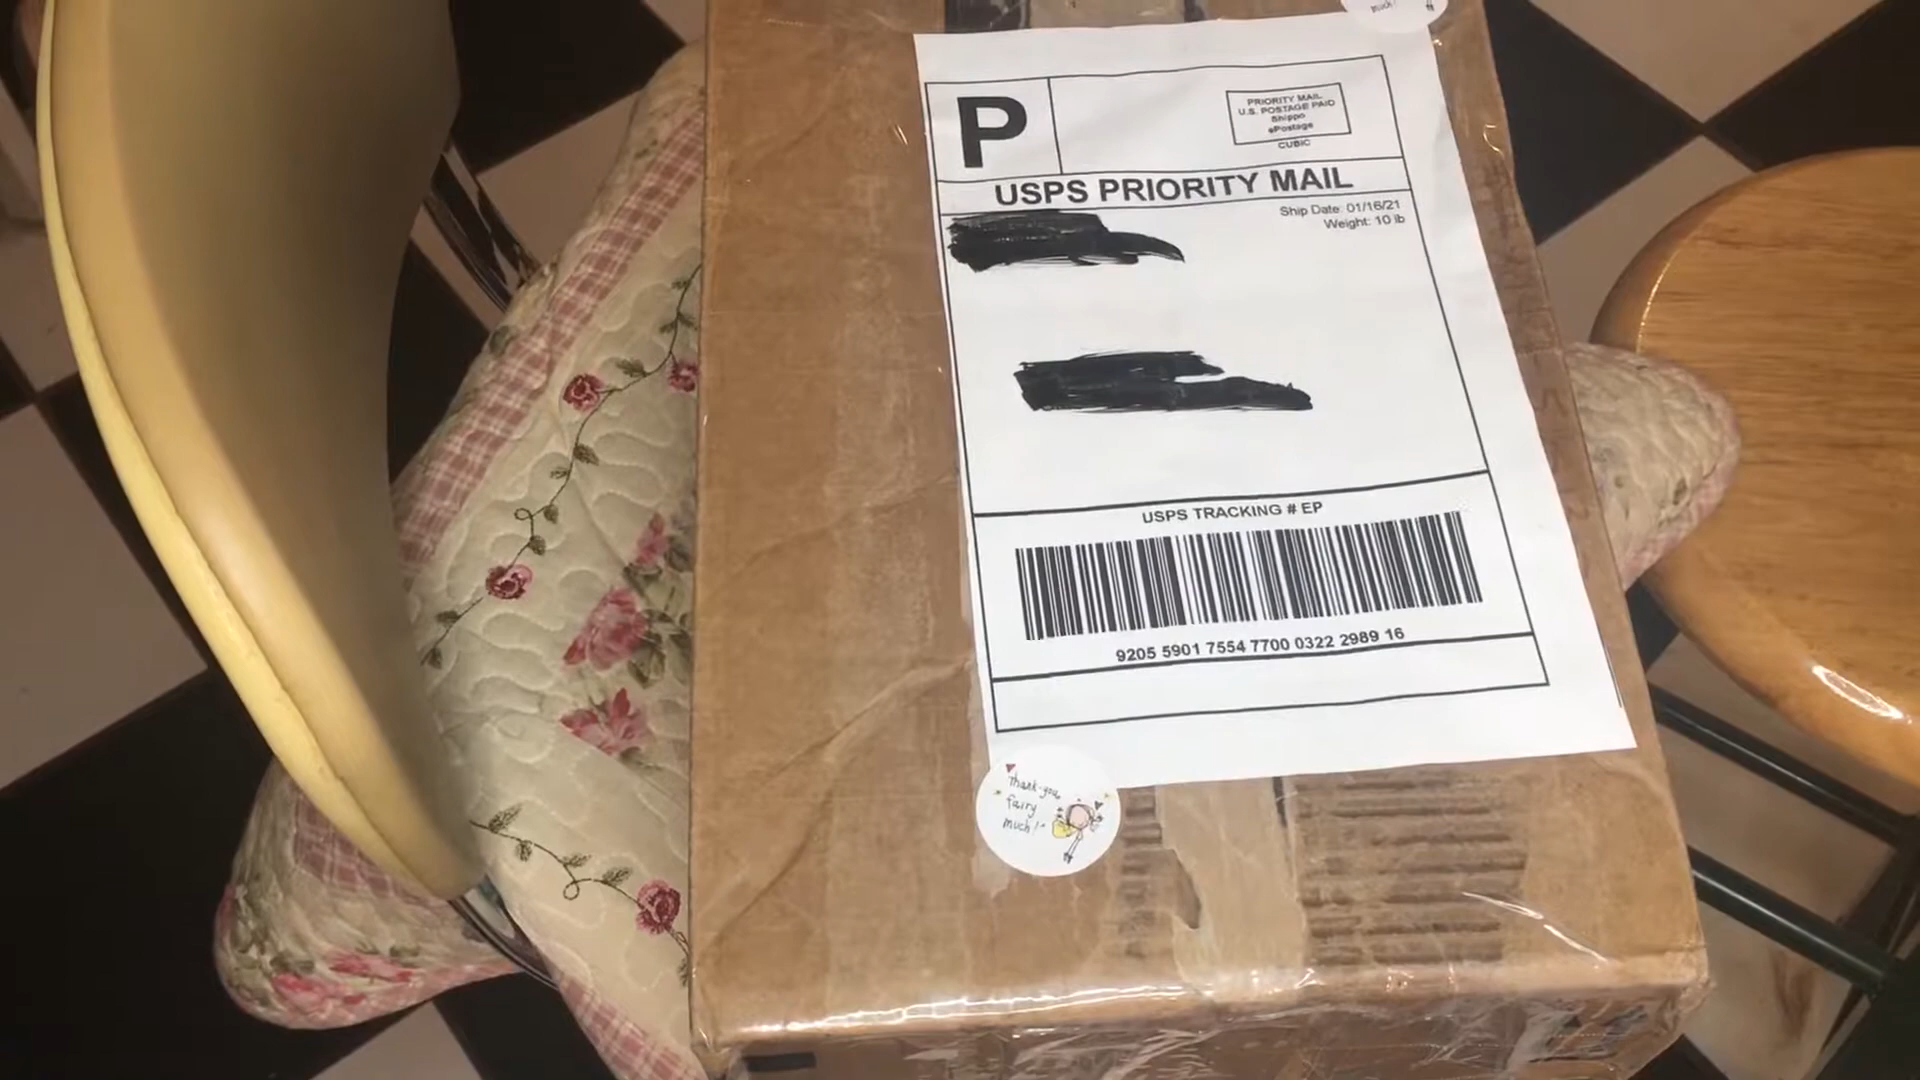 much!
P
PRIORITY MAIL
U.S. POSTAGE PAID
Shippo
ePostage
CUBIC
USPS PRIORITY MAIL
Ship Date: 01/16/21
Weight: 10 lb
USPS TRACKING # EP
9205 5901 7554 7700 0322 2989 16
Thank-you
fairy
much!